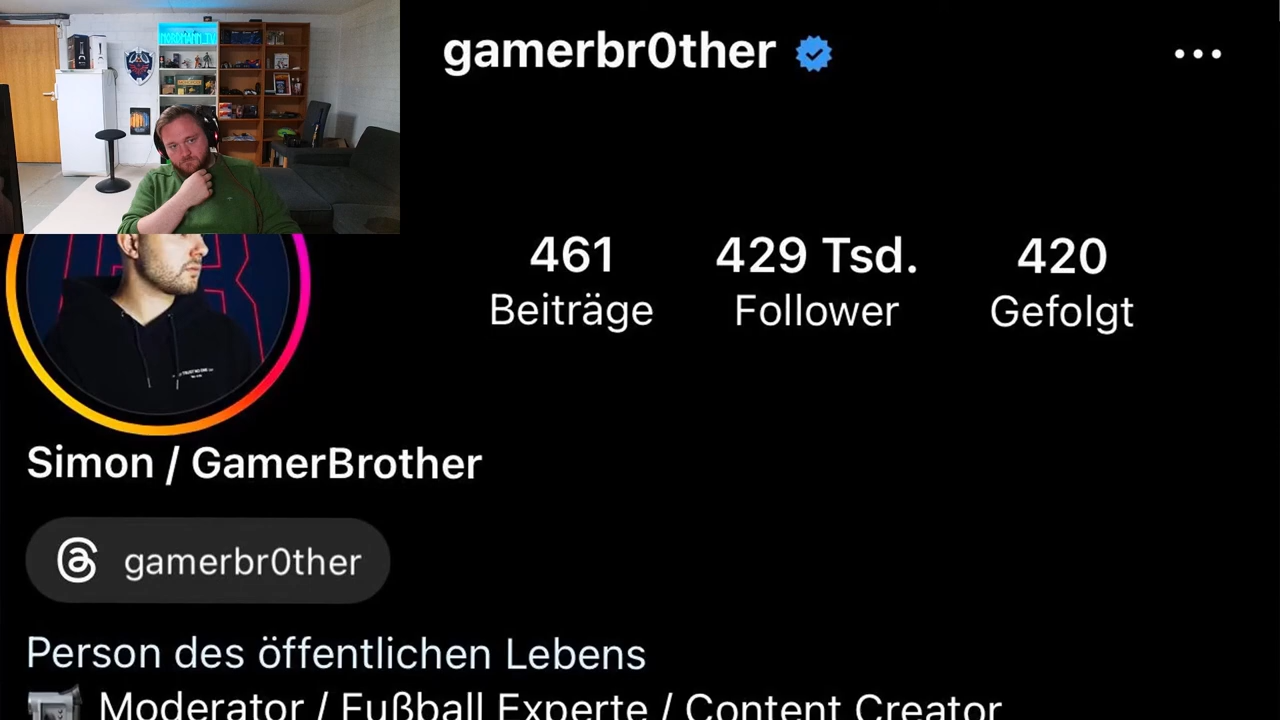 NORDMANN_TV
gamerbr0ther
461 429 Tsd. 420
Beiträge Follower Gefolgt
Simon / GamerBrother
gamerbr0ther
Person des öffentlichen Lebens
Moderator / Fußball Experte / Content Creator